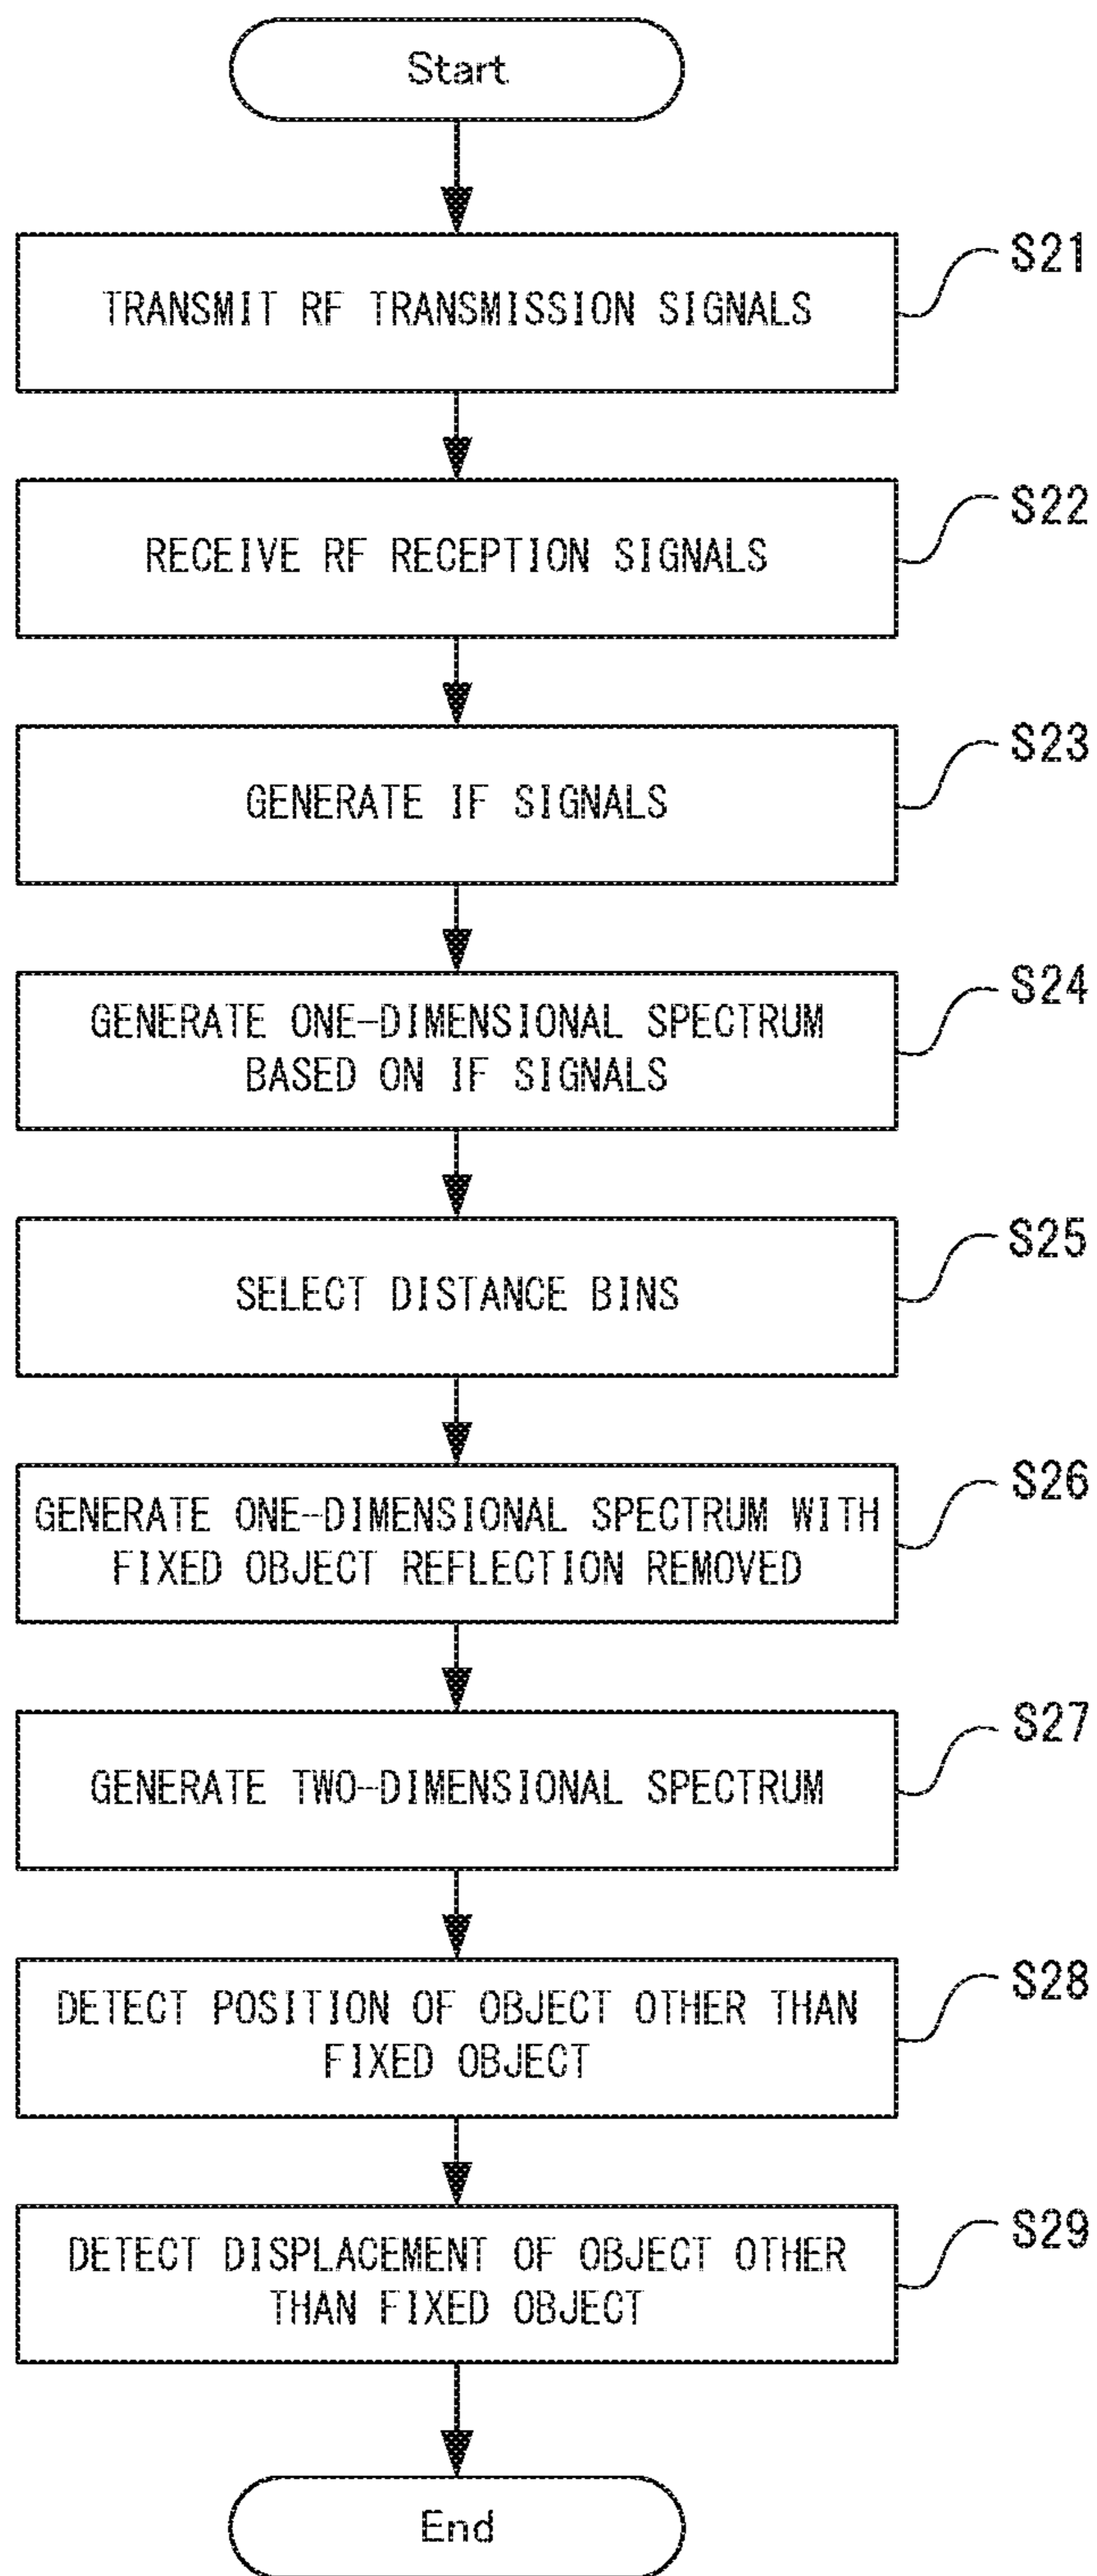 Start
S21
TRANSMIT RF TRANSMISSION SIGNALS
S22
RECEIVE RF RECEPTION SIGNALS
S23
GENERATE IF SIGNALS
S24
GENERATE ONE-DIMENSIONAL SPECTRUM
BASED ON IF SIGNALS
S25
SELECT DISTANCE BINS
S26
GENERATE ONE-DIMENSIONAL SPECTRUM WITH
FIXED OBJECT REFLECTION REMOVED
S27
GENERATE TWO-DIMENSIONAL SPECTRUM
S28
DETECT POSITION OF OBJECT OTHER THAN
FIXED OBJECT
S29
DETECT DISPLACEMENT OF OBJECT OTHER
THAN FIXED OBJECT
End